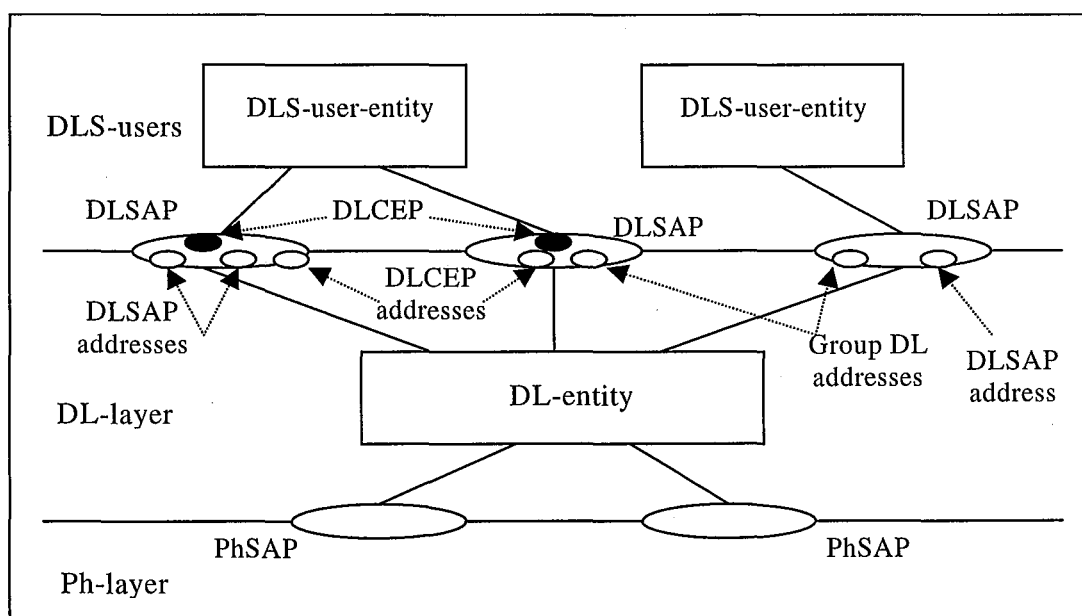 DLS-user-entity
DLS-user-entity
DLS-users
DLSAP
DLCEP
DLSAP
DLSAP
DLSAP
addresses
DLCEP
addresses
Group DL
addresses
DLSAP
address
DL-entity
DL-layer
PhSAP
PhSAP
Ph-layer